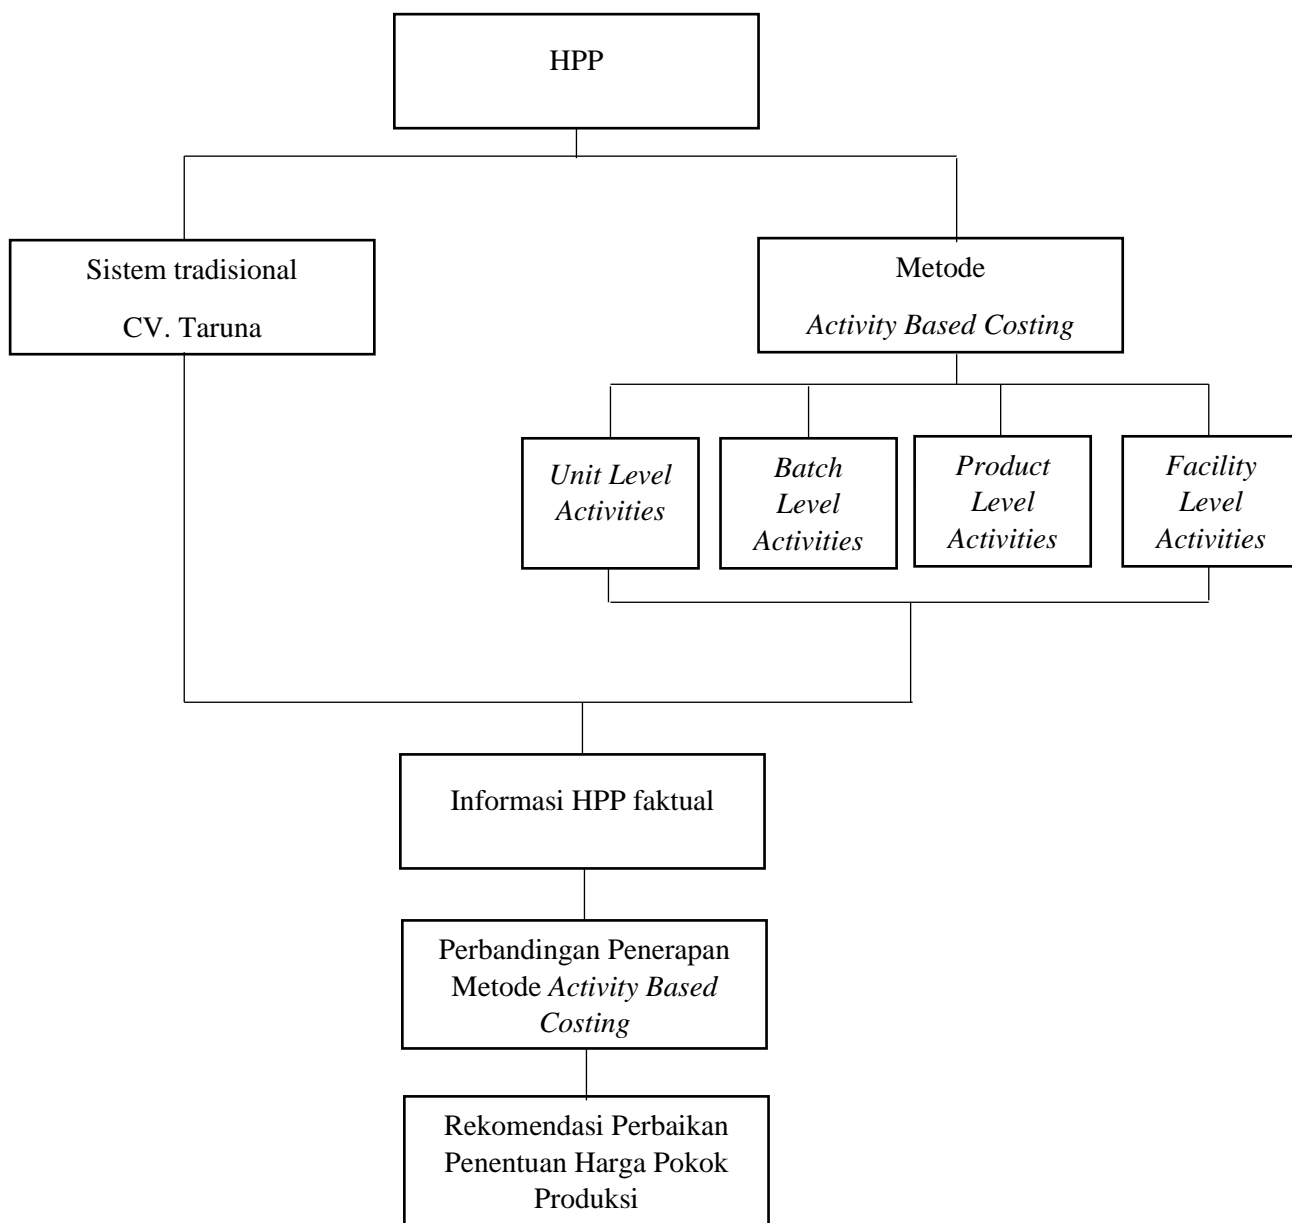 HPP
Sistem tradisional
CV. Taruna
Metode
Activity Based Costing
Unit Level
Activities
Batch
Level
Activities
Product
Level
Activities
Facility
Level
Activities
Informasi HPP faktual
Perbandingan Penerapan
Metode Activity Based
Costing
Rekomendasi Perbaikan
Penentuan Harga Pokok
Produksi